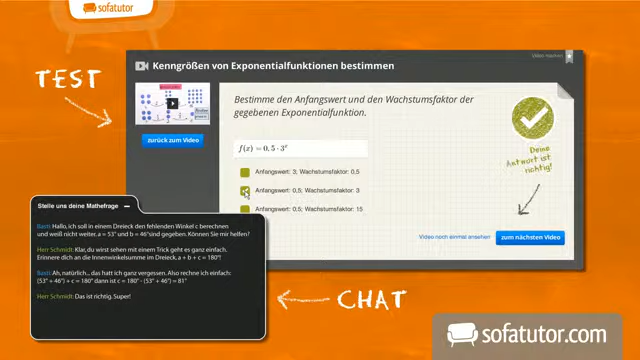 sofatutor
TEST
Video merken
Kenngrößen von Exponentialfunktionen bestimmen
zurück zum Video
Bestimme den Anfangswert und den Wachstumsfaktor der
gegebenen Exponentialfunktion.
f(x) = 0,5 · 3ˣ
Anfangswert: 3; Wachstumsfaktor: 0,5
Anfangswert: 0,5; Wachstumsfaktor: 3
Anfangswert: 0,5; Wachstumsfaktor: 15
Deine
Antwort ist
richtig!
Video noch einmal ansehen
zum nächsten Video
Stelle uns deine Mathefrage
Basti: Hallo, ich soll in einem Dreieck den fehlenden Winkel c berechnen
und weiß nicht weiter. a = 53° und b = 46° sind gegeben. Können Sie mir helfen?
Herr Schmidt: Klar, du wirst sehen mit einem Trick geht es ganz einfach.
Erinnere dich an die Innenwinkelsumme im Dreieck, a + b + c = 180°!
Basti: Ah, natürlich... das hatt ich ganz vergessen. Also rechne ich einfach:
(53° + 46°) + c = 180° dann ist c = 180° - (53° + 46°) = 81°
Herr Schmidt: Das ist richtig. Super!
CHAT
sofatutor.com